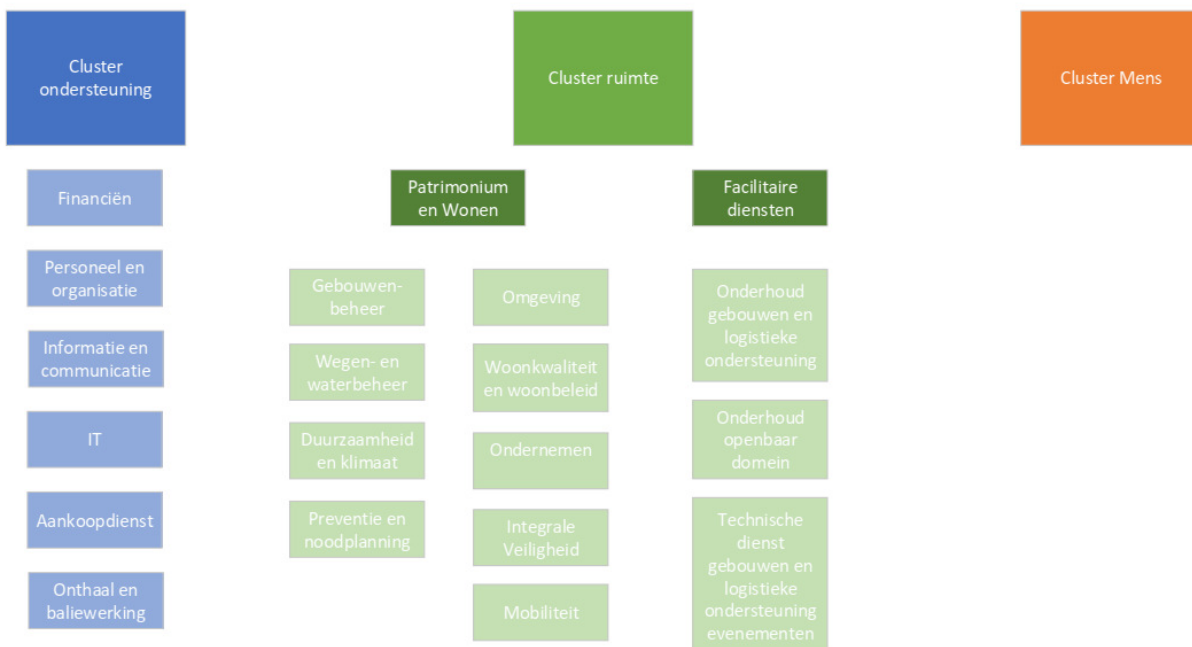 Cluster
ondersteuning
Cluster ruimte
Cluster Mens
Financiën
Personeel en
organisatie
Informatie en
communicatie
IT
Aankoopdienst
Onthaal en
baliewerking
Patrimonium
en Wonen
Gebouwen-
beheer
Wegen- en
waterbeheer
Duurzaamheid
en klimaat
Preventie en
noodplanning
Omgeving
Woonkwaliteit
en woonbeleid
Ondernemen
Integrale
Veiligheid
Mobiliteit
Facilitaire
diensten
Onderhoud
gebouwen en
logistieke
ondersteuning
Onderhoud
openbaar
domein
Technische
dienst
gebouwen en
logistieke
ondersteuning
evenementen